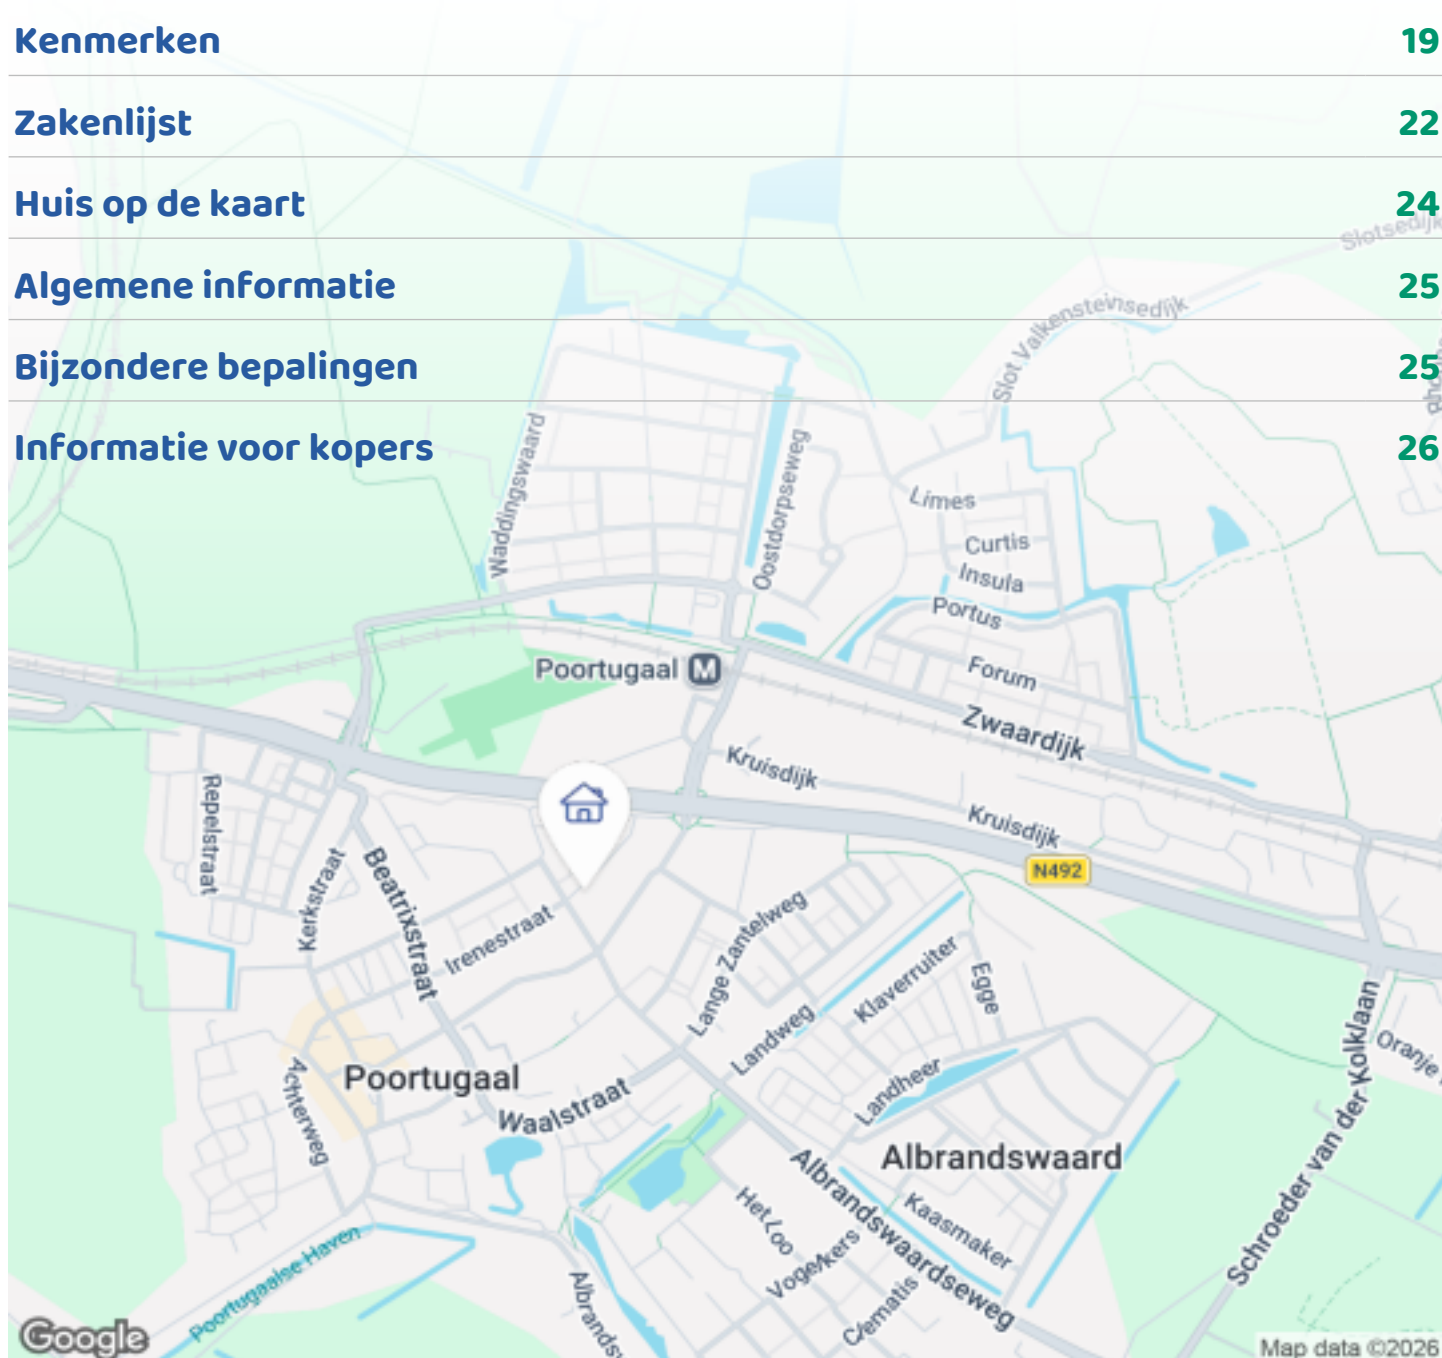 Kenmerken 19
Zakenlijst 22
Huis op de kaart 24
Slotsedijk
Algemene informatie 25
Slot Valkensteinsedijk
Bijzondere bepalingen 25
Informatie voor kopers 26
Waddingswaard
Oostdorpseweg
Limes
Curtis
Insula
Portus
Poortugaal M
Forum
Zwaardijk
Kruisdijk
Repelstraat
Kruisdijk
N492
Kerkstraat
Beatrixstraat
Irenestraat
Lange Zantelweg
Klaverruiter
Egge
Landweg
Schroeder van der Kolklaan
Oranje
Poortugaal
Achterweg
Waalstraat
Landheer
Albrandswaard
Albrandswaardseweg
Het Loo
Kaasmaker
Vogelkers
Clematis
Poortugaalse Haven
Albrands
Google
Map data ©2026